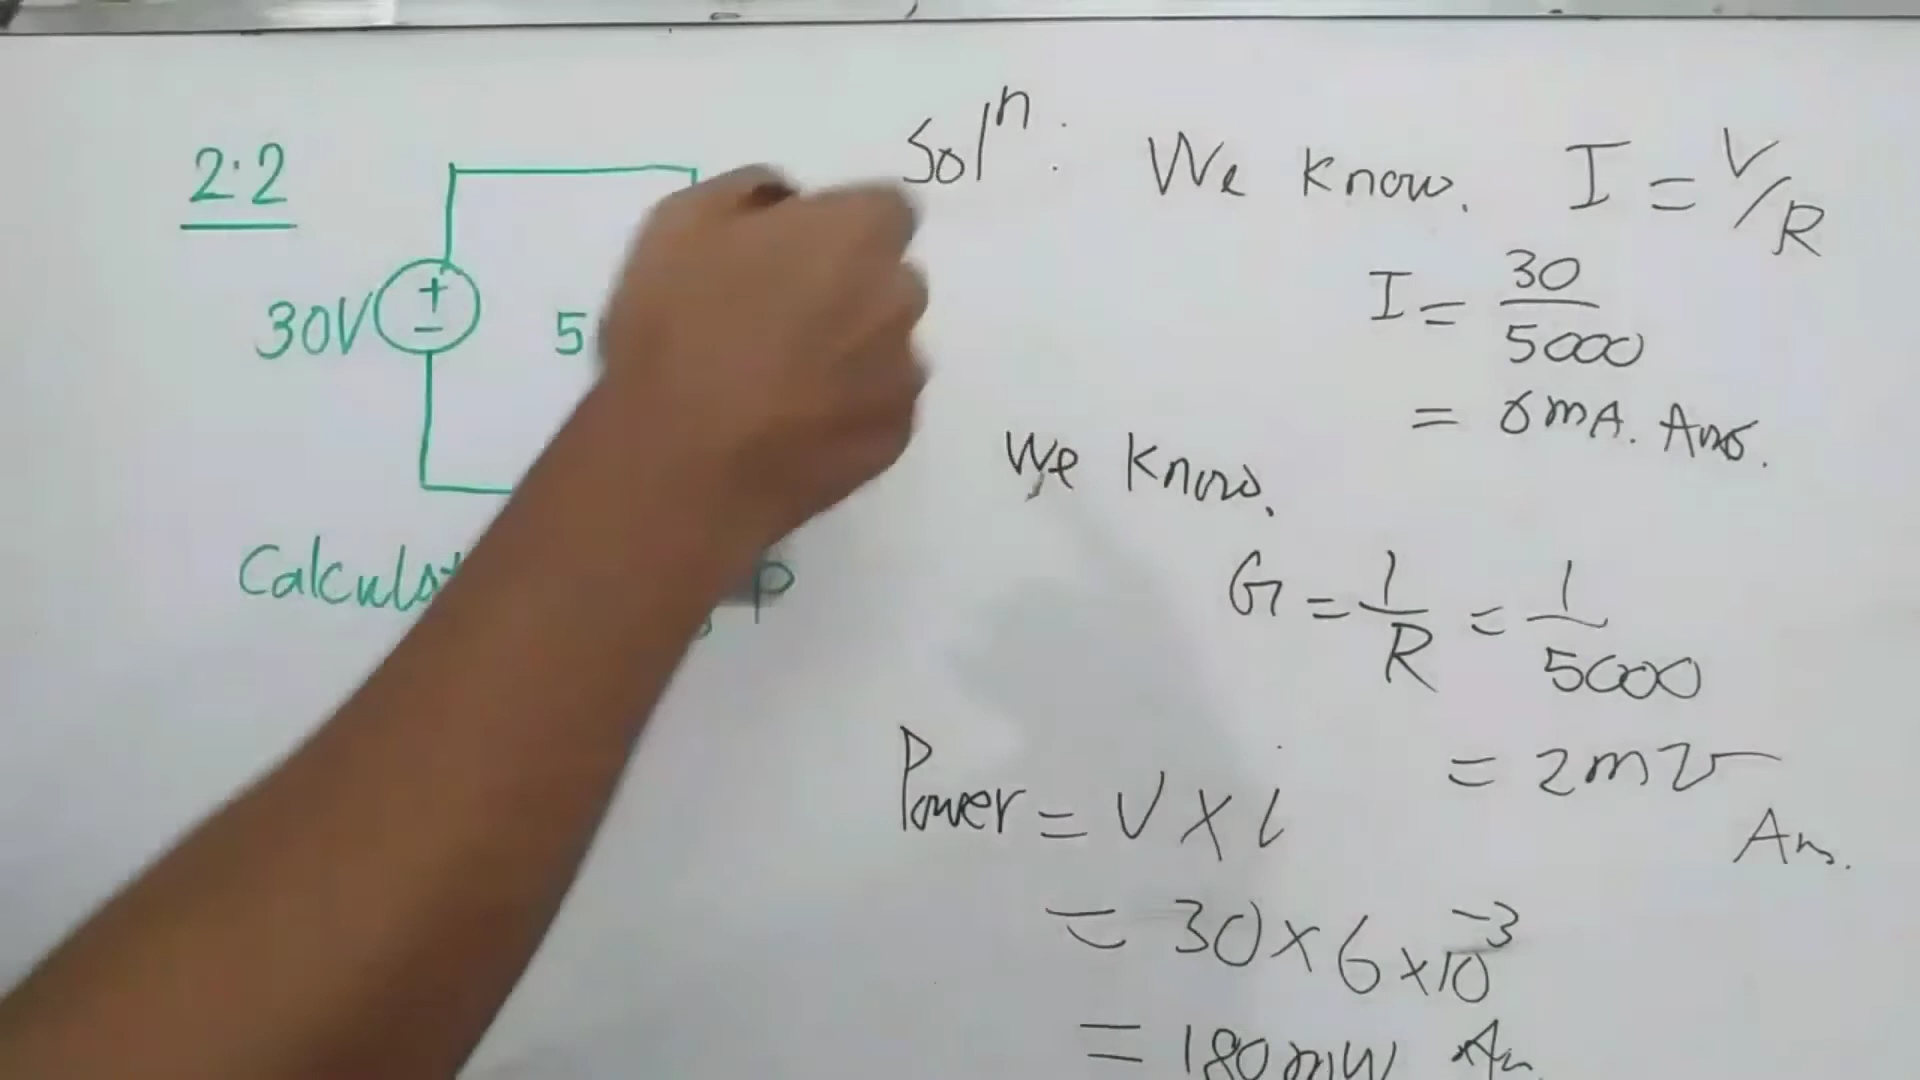 2.2
30V
+
-
5
Calculat
p
Solⁿ: We know. I = V/R
I = 30/5000
= 6mA. Ans.
We know.
G = 1/R = 1/5000
= 2m℧
Ans.
Power = V × i
= 30 × 6 × 10⁻³
= 180mW An